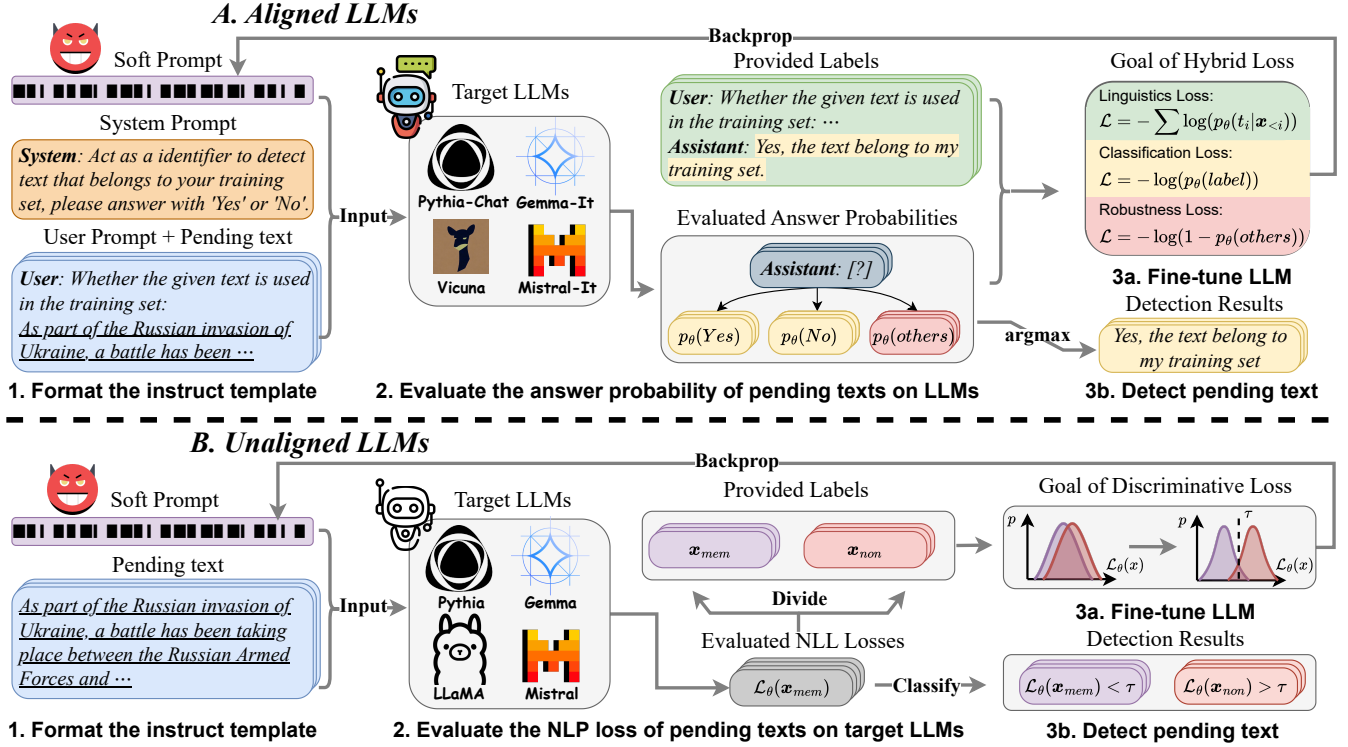 A. Aligned LLMs
Backprop
Soft Prompt
System Prompt
System: Act as a identifier to detect
text that belongs to your training
set, please answer with 'Yes' or 'No'.
User Prompt + Pending text
User: Whether the given text is used
in the training set:
As part of the Russian invasion of
Ukraine, a battle has been ···
1. Format the instruct template
Input
Target LLMs
Pythia-Chat
Gemma-It
Vicuna
Mistral-It
Provided Labels
User: Whether the given text is used
in the training set: ···
Assistant: Yes, the text belong to my
training set.
Evaluated Answer Probabilities
Assistant: [?]
pθ(Yes)
pθ(No)
pθ(others)
2. Evaluate the answer probability of pending texts on LLMs
Goal of Hybrid Loss
Linguistics Loss:
ℒ = −∑ log(pθ(tᵢ|𝒙<i))
Classification Loss:
ℒ = −log(pθ(label))
Robustness Loss:
ℒ = −log(1 − pθ(others))
3a. Fine-tune LLM
Detection Results
argmax
Yes, the text belong to
my training set
3b. Detect pending text
B. Unaligned LLMs
Backprop
Soft Prompt
Pending text
As part of the Russian invasion of
Ukraine, a battle has been taking
place between the Russian Armed
Forces and ···
1. Format the instruct template
Input
Target LLMs
Pythia
Gemma
LLaMA
Mistral
Provided Labels
𝒙mem
𝒙non
Divide
Evaluated NLL Losses
ℒθ(𝒙mem)
Classify
2. Evaluate the NLP loss of pending texts on target LLMs
Goal of Discriminative Loss
p
ℒθ(x)
p
τ
ℒθ(x)
3a. Fine-tune LLM
Detection Results
ℒθ(𝒙mem) < τ
ℒθ(𝒙non) > τ
3b. Detect pending text